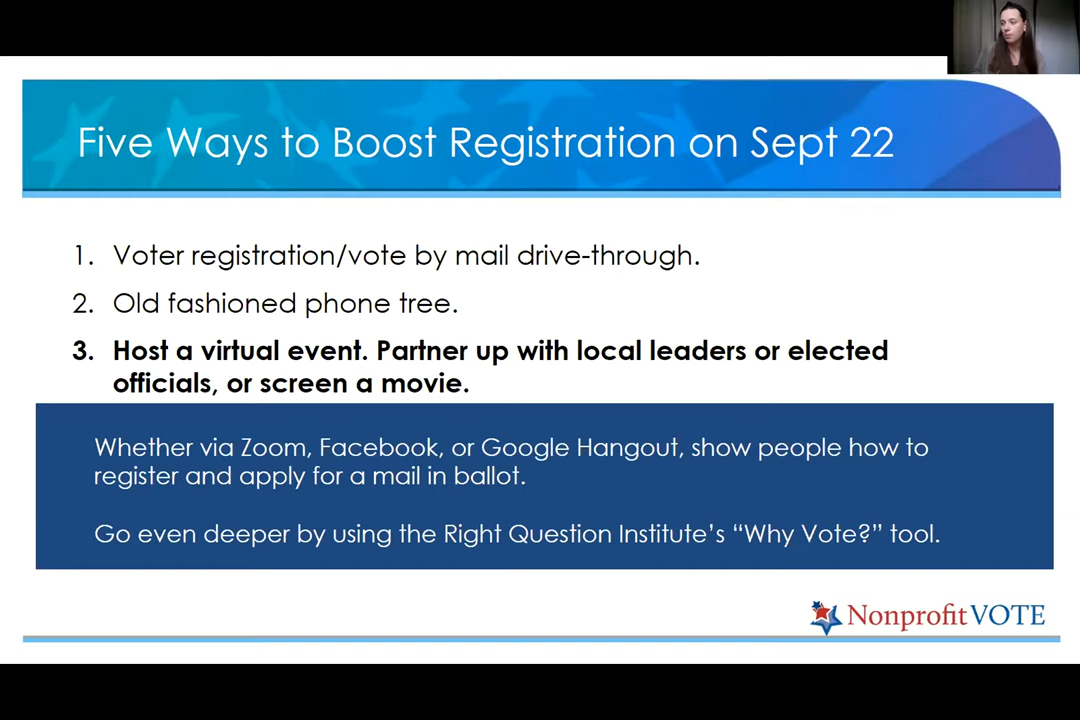 Five Ways to Boost Registration on Sept 22
1. Voter registration/vote by mail drive-through.
2. Old fashioned phone tree.
3. Host a virtual event. Partner up with local leaders or elected
officials, or screen a movie.
Whether via Zoom, Facebook, or Google Hangout, show people how to
register and apply for a mail in ballot.
Go even deeper by using the Right Question Institute’s “Why Vote?” tool.
NonprofitVOTE